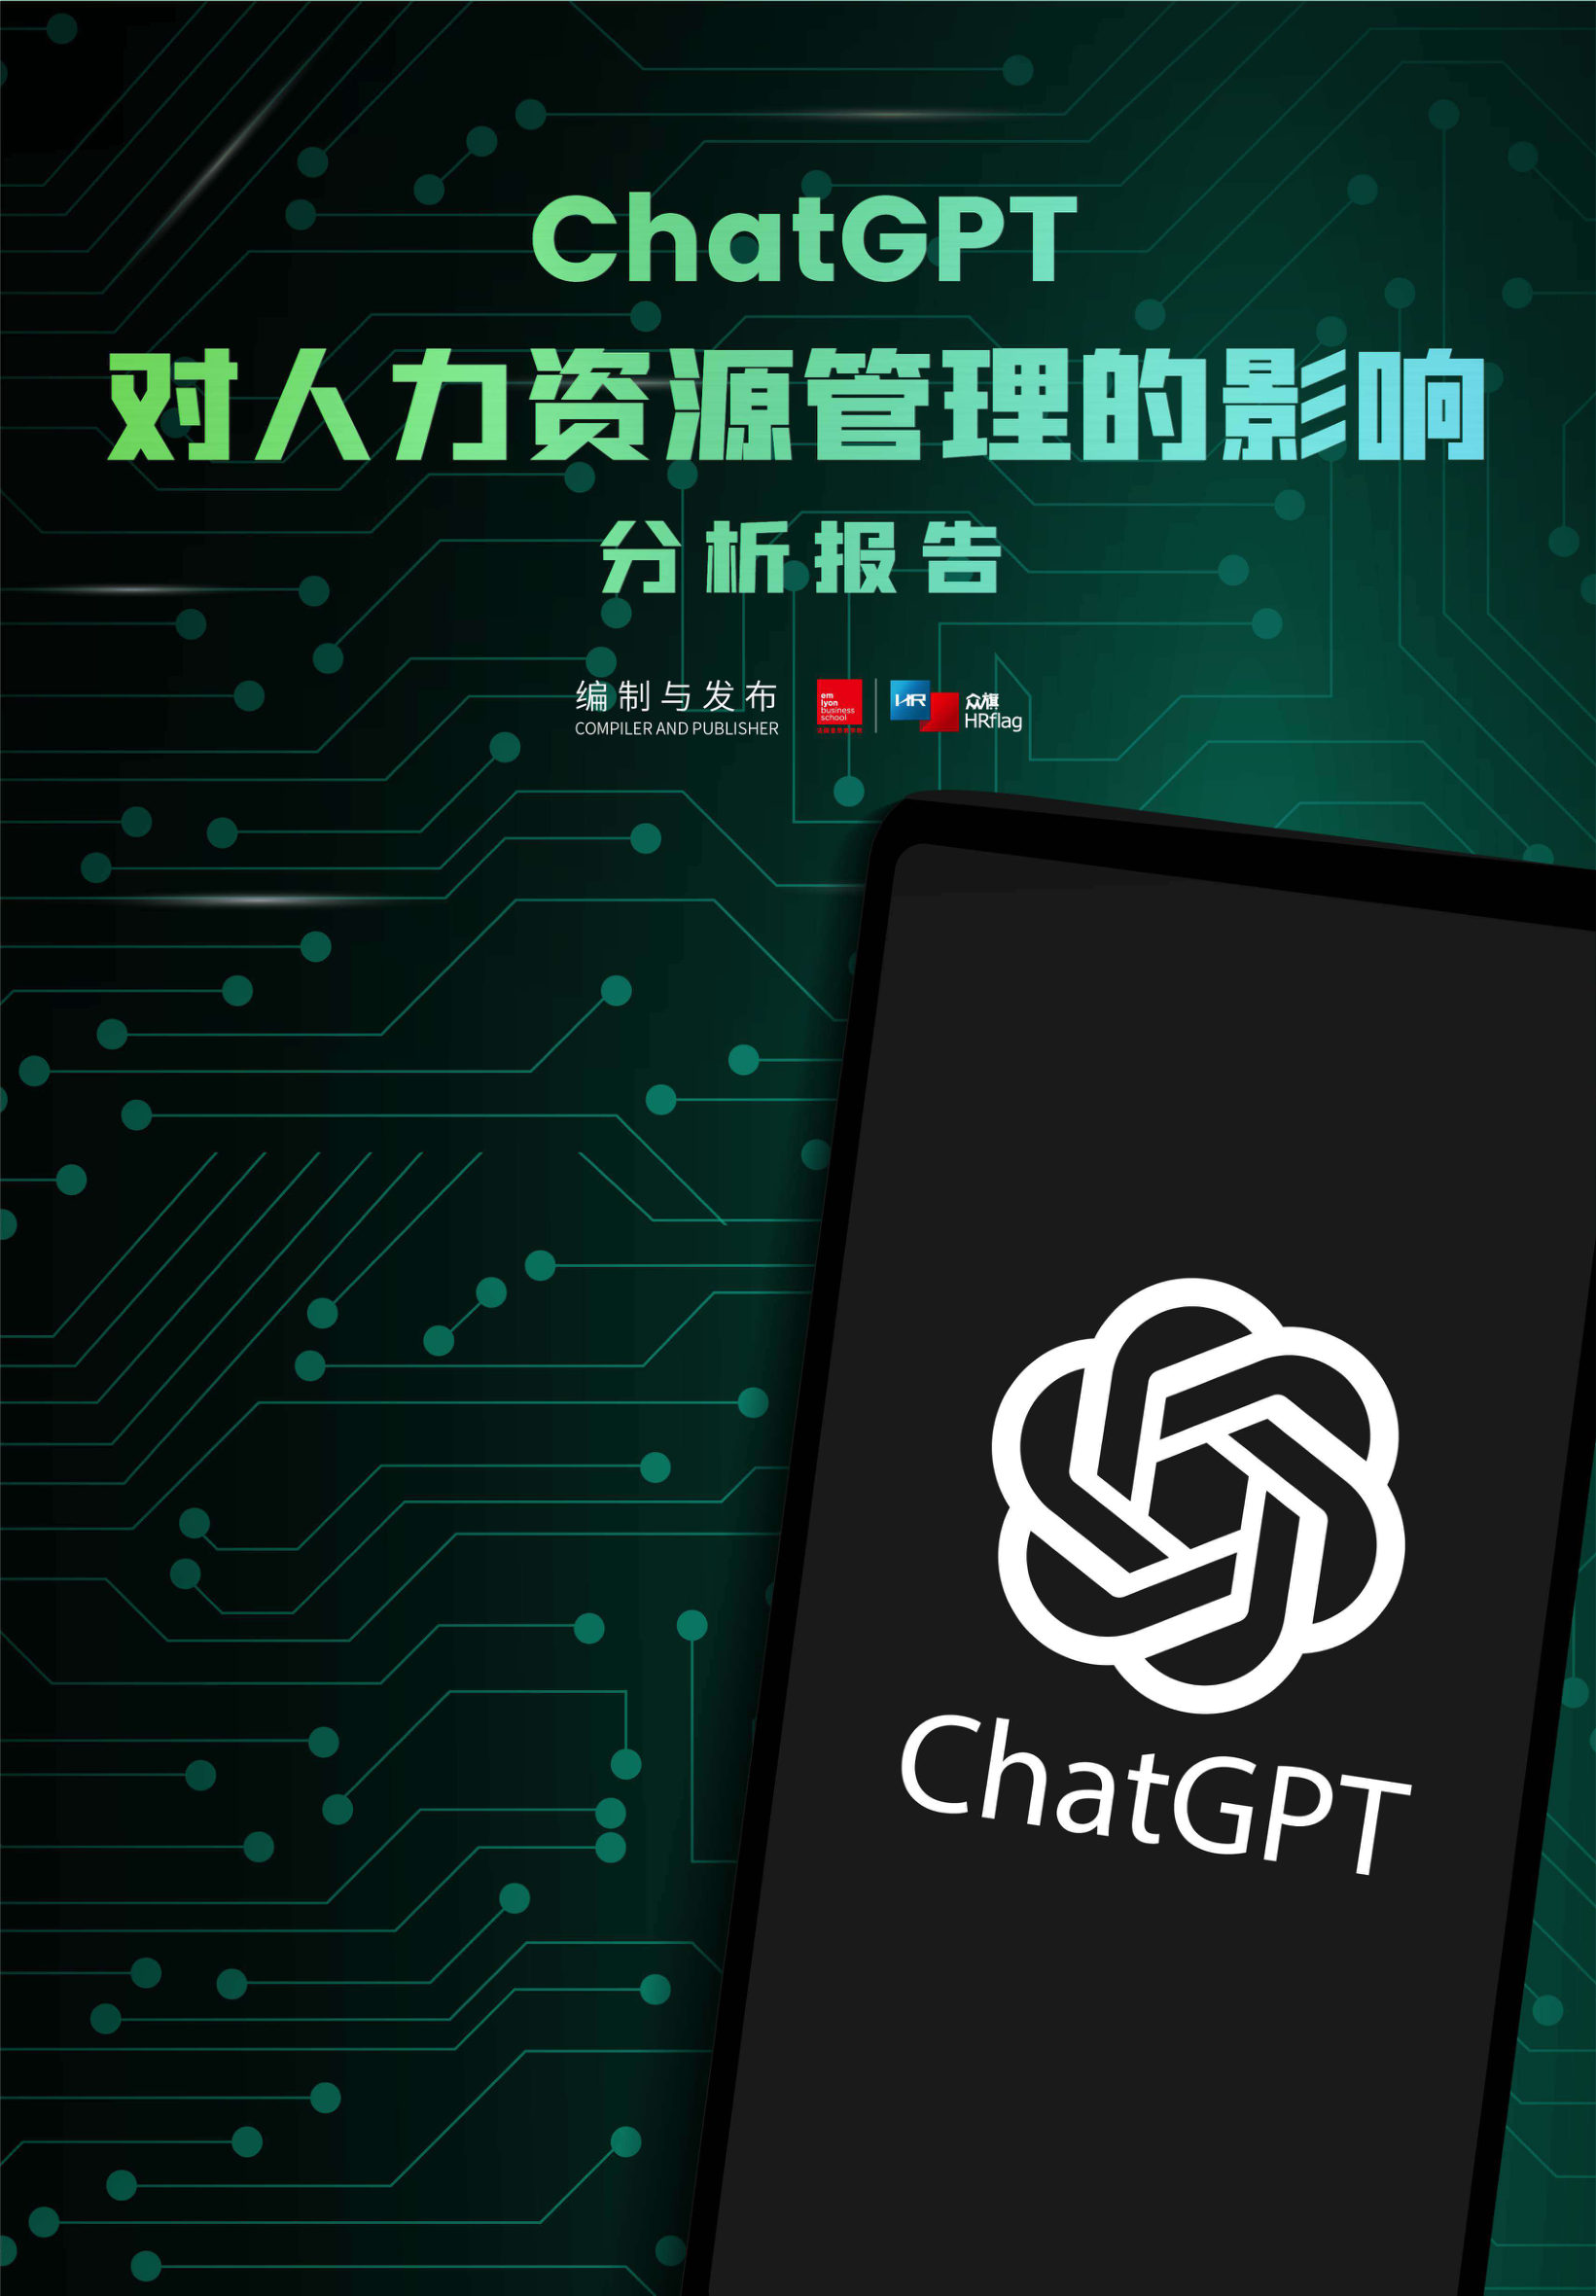 ChatGPT
对人力资源管理的影响
分析报告
编制与发布
COMPILER AND PUBLISHER
em
lyon
business
school
HR
众旗
HRflag
ChatGPT